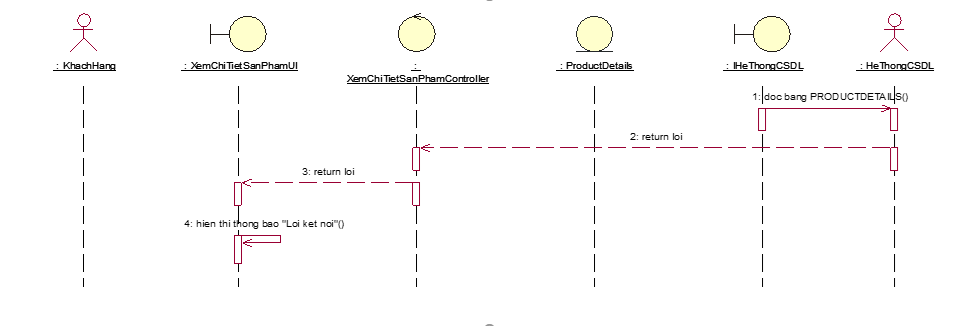 : KhachHang
: XemChiTietSanPhamUI
:
XemChiTietSanPhamController
: ProductDetails
: IHeThongCSDL
: HeThongCSDL
1: doc bang PRODUCTDETAILS()
2: return loi
3: return loi
4: hien thi thong bao "Loi ket noi"()